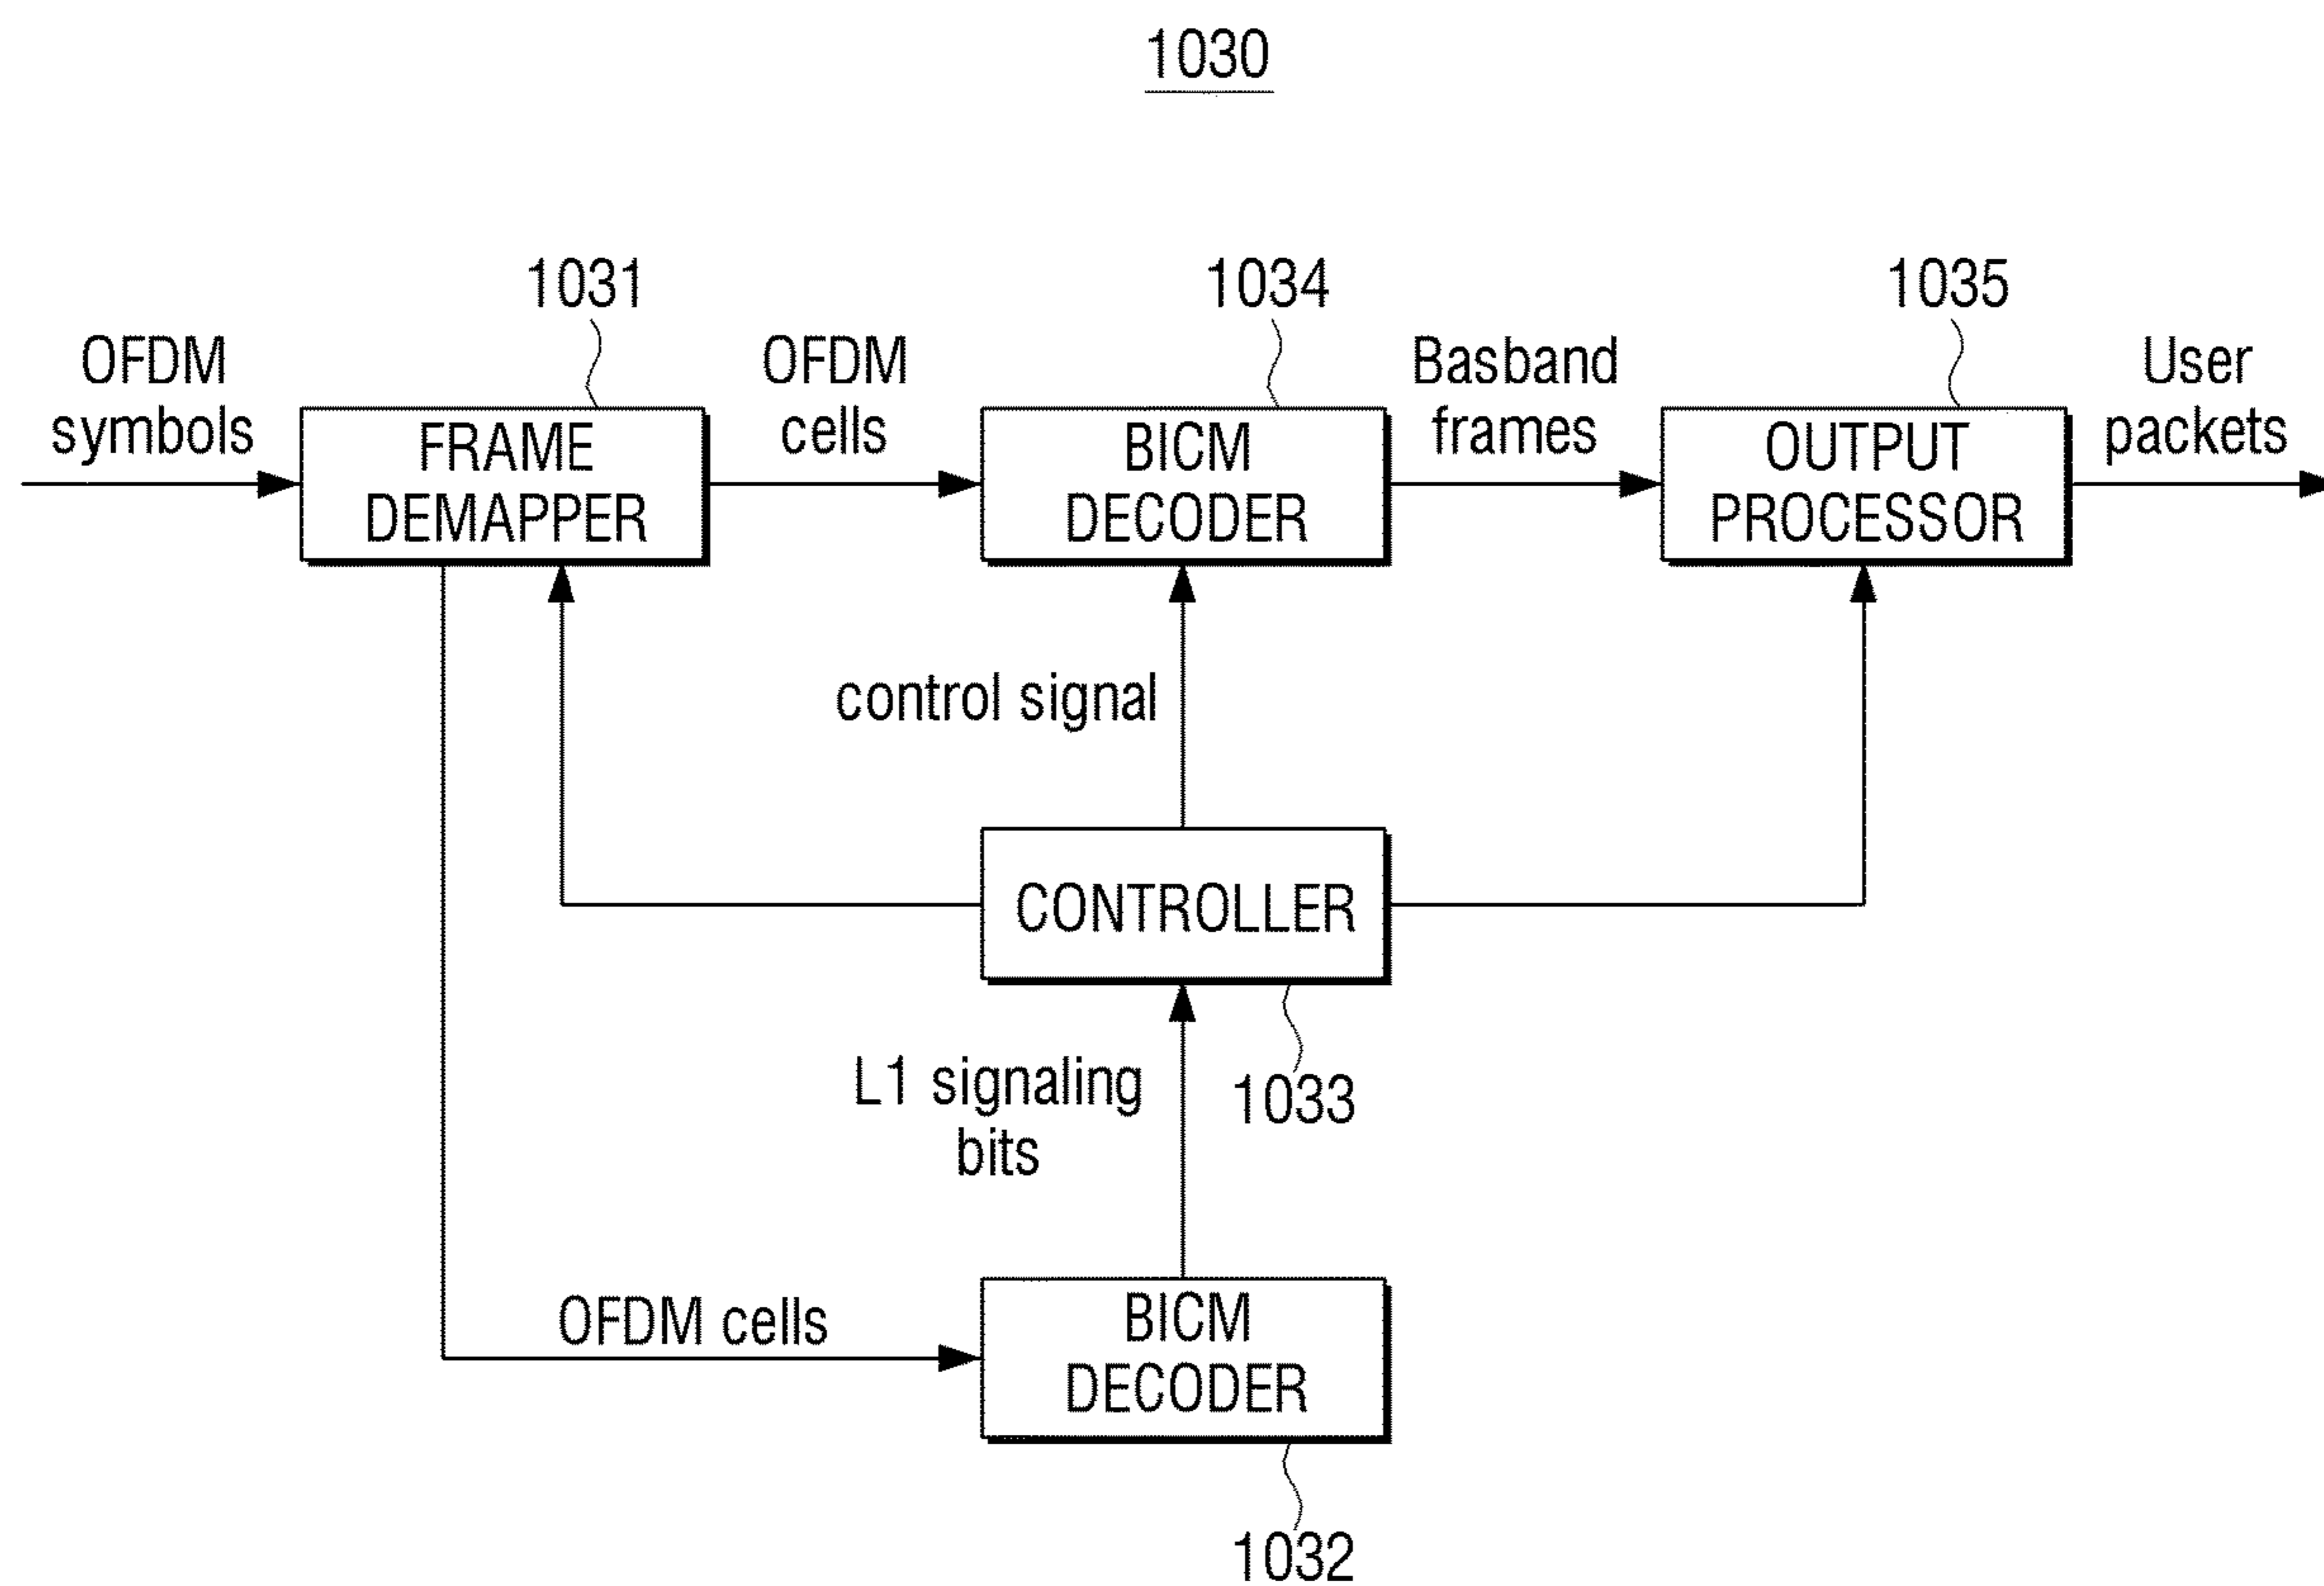 1030
1031
1034
1035
OFDM
symbols
FRAME
DEMAPPER
OFDM
cells
BICM
DECODER
Basband
frames
OUTPUT
PROCESSOR
User
packets
control signal
CONTROLLER
L1 signaling
bits
1033
OFDM cells
BICM
DECODER
1032